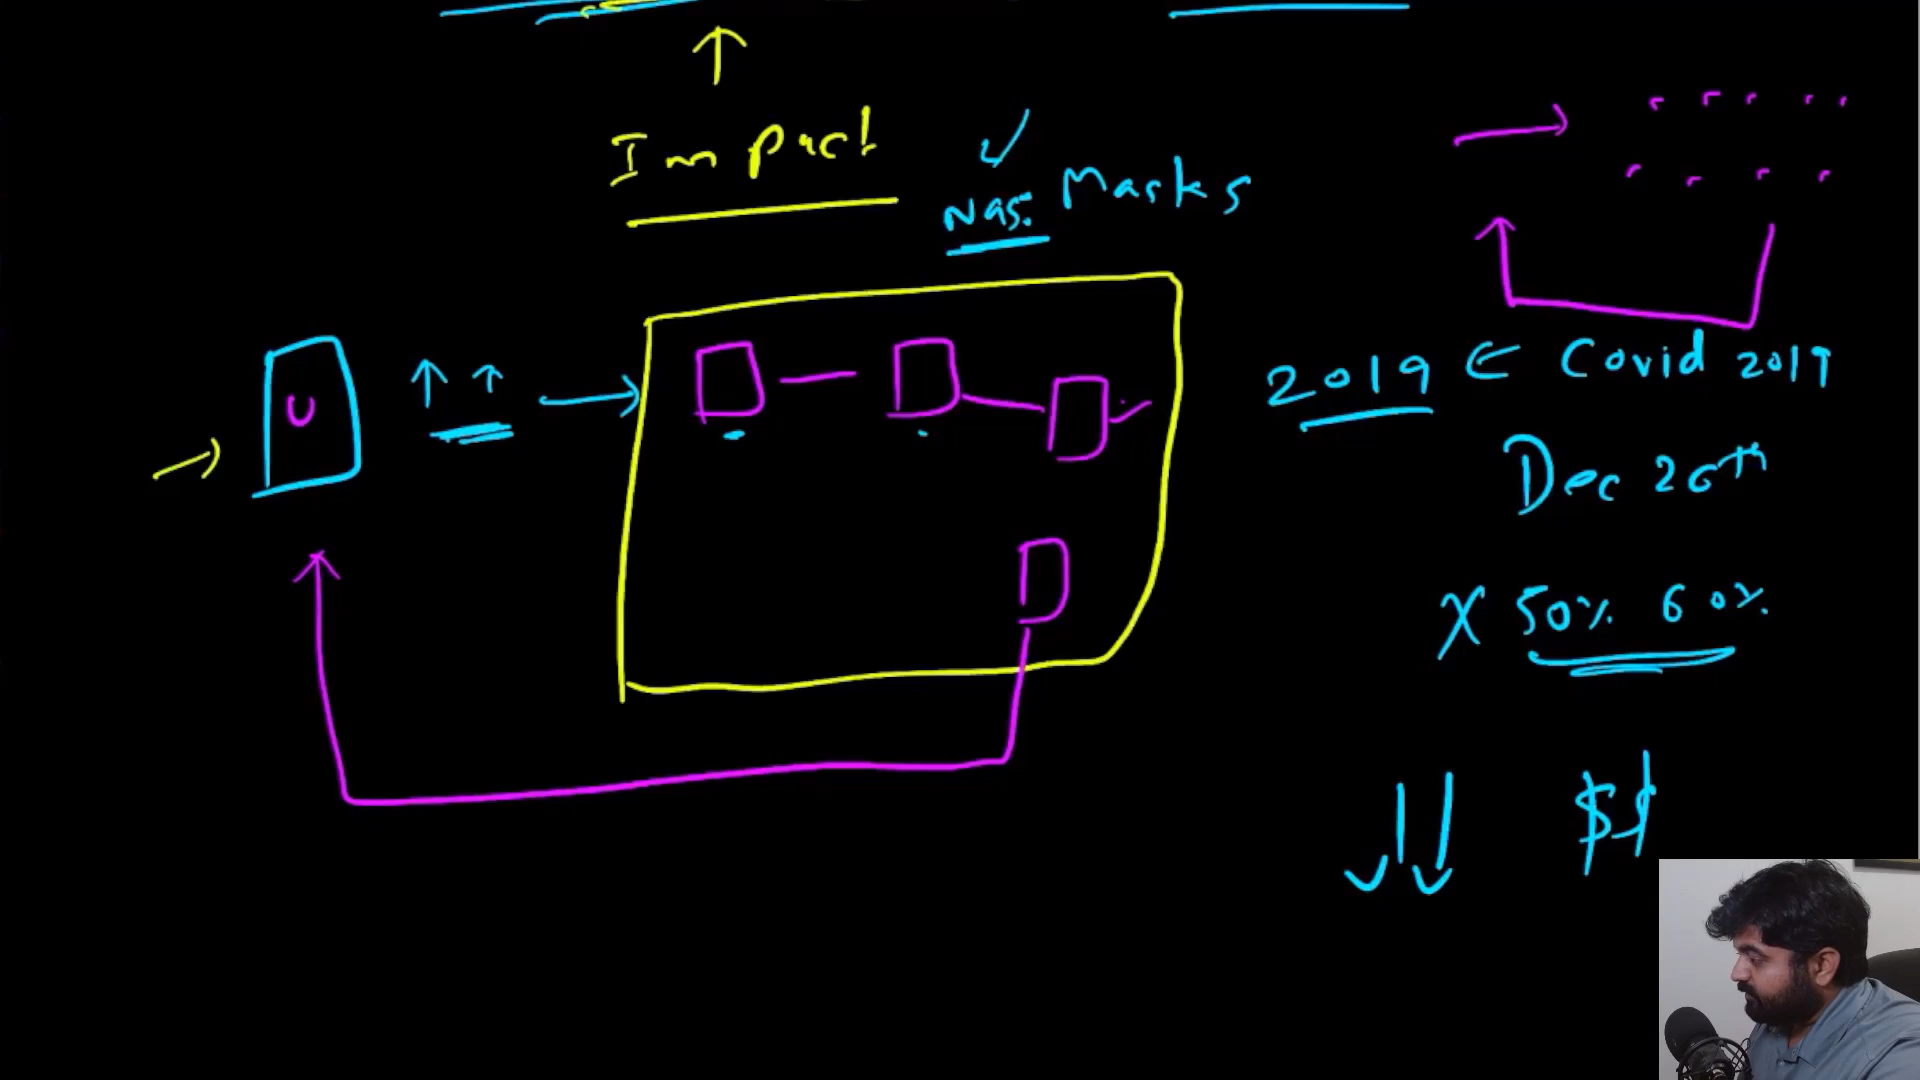 Impact
Nas: Masks
U
2019 ← Covid 2019
Dec 26th
X 50% 60%
$$